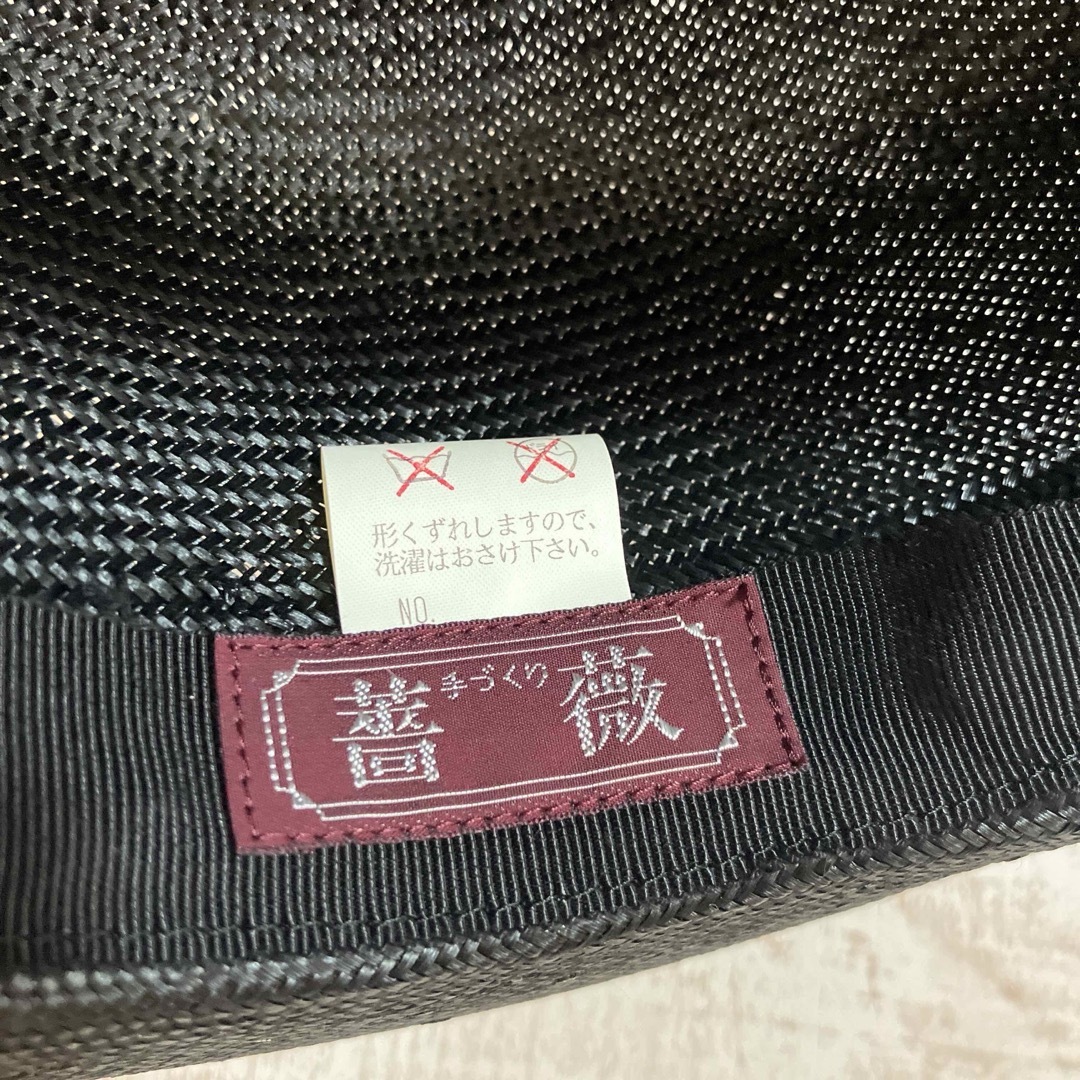 形くずれしますので、
洗濯はおさけ下さい。
NO.
手づくり
薔薇